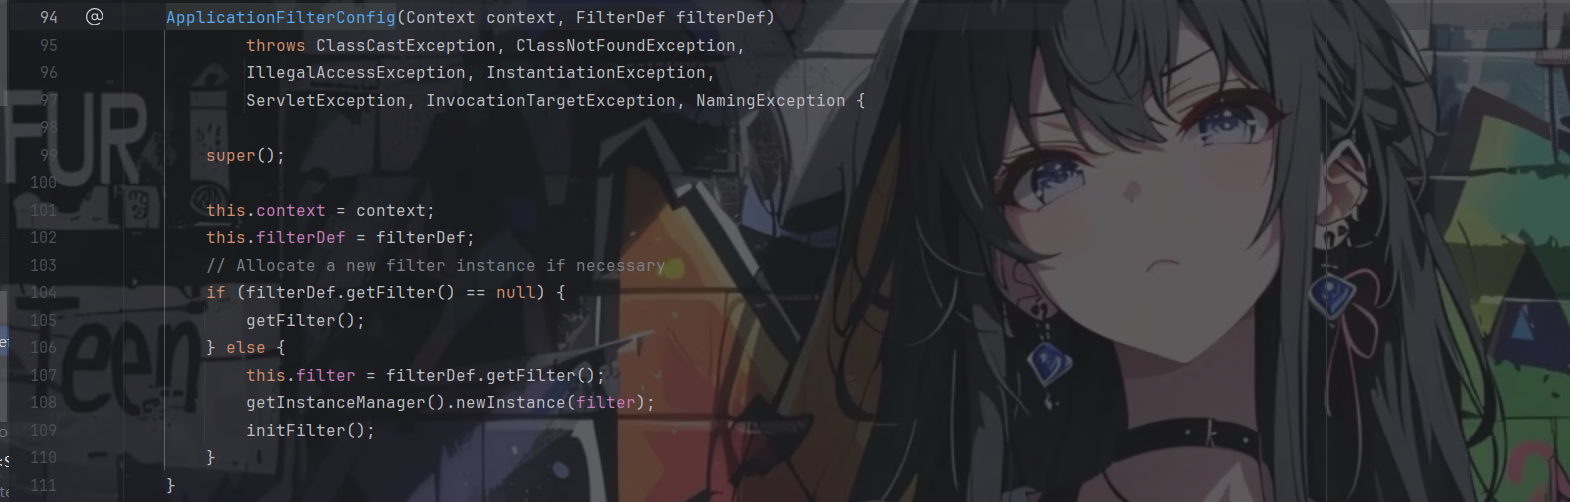 94 @ ApplicationFilterConfig(Context context, FilterDef filterDef)
95 throws ClassCastException, ClassNotFoundException,
96 IllegalAccessException, InstantiationException,
97 ServletException, InvocationTargetException, NamingException {
98
99 super();
100
101 this.context = context;
102 this.filterDef = filterDef;
103 // Allocate a new filter instance if necessary
104 if (filterDef.getFilter() == null) {
105 getFilter();
106 } else {
107 this.filter = filterDef.getFilter();
108 getInstanceManager().newInstance(filter);
109 initFilter();
110 }
111 }
FUR
Teen